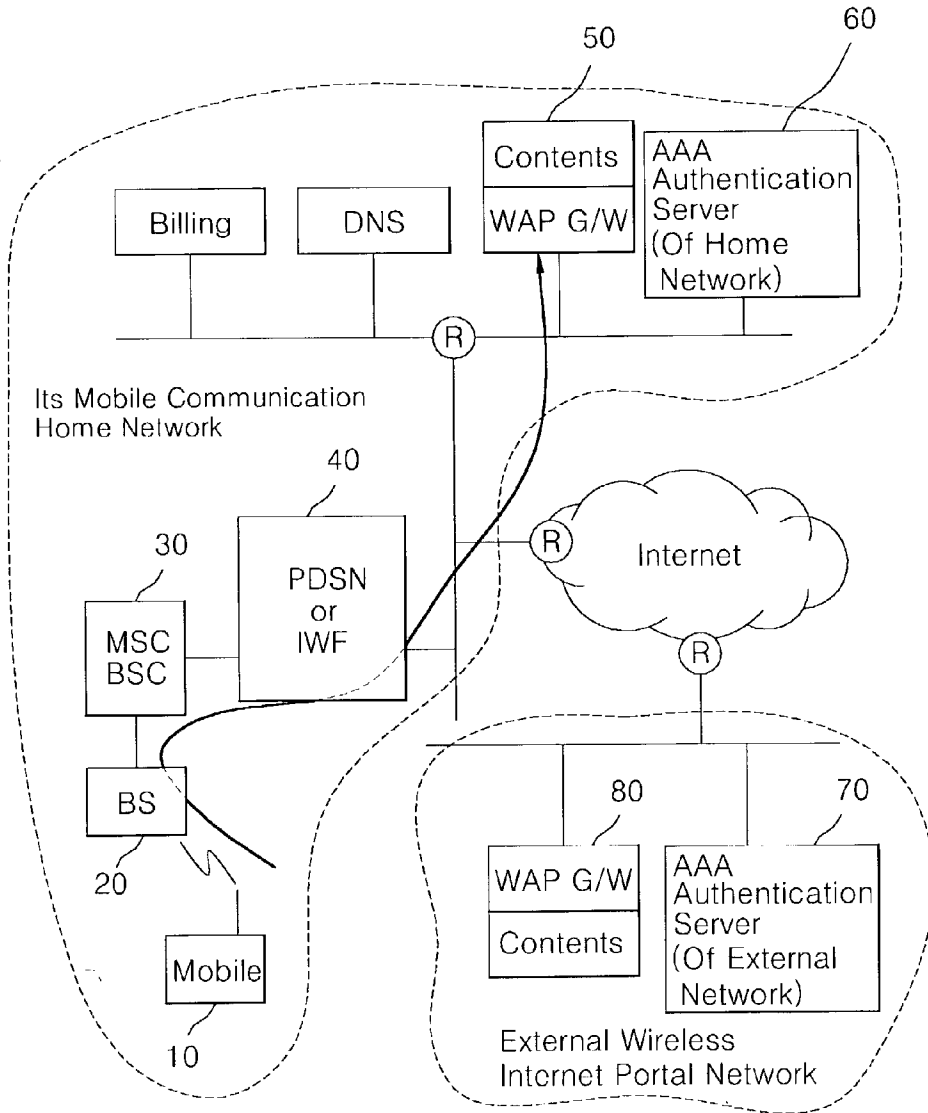 60
50
Contents
WAP G/W
AAA
Authentication
Server
(Of Home
Network)
Billing
DNS
R
Its Mobile Communication
Home Network
40
30
PDSN
or
IWF
MSC
BSC
R
Internet
R
BS
20
80
70
WAP G/W
Contents
AAA
Authentication
Server
(Of External
Network)
Mobile
10
External Wireless
Internet Portal Network